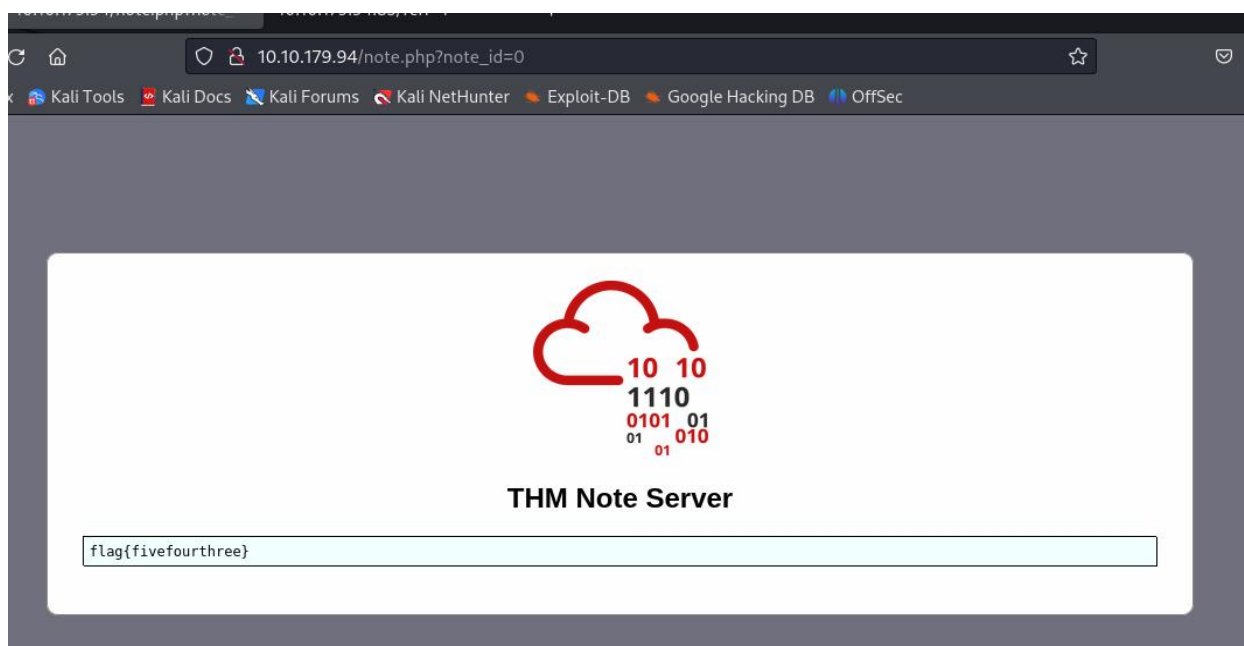 10.10.179.94/note.php?note_id=0
Kali Tools Kali Docs Kali Forums Kali NetHunter Exploit-DB Google Hacking DB OffSec
10 10
1110
0101 01
01 010
01
THM Note Server
flag{fivefourthree}